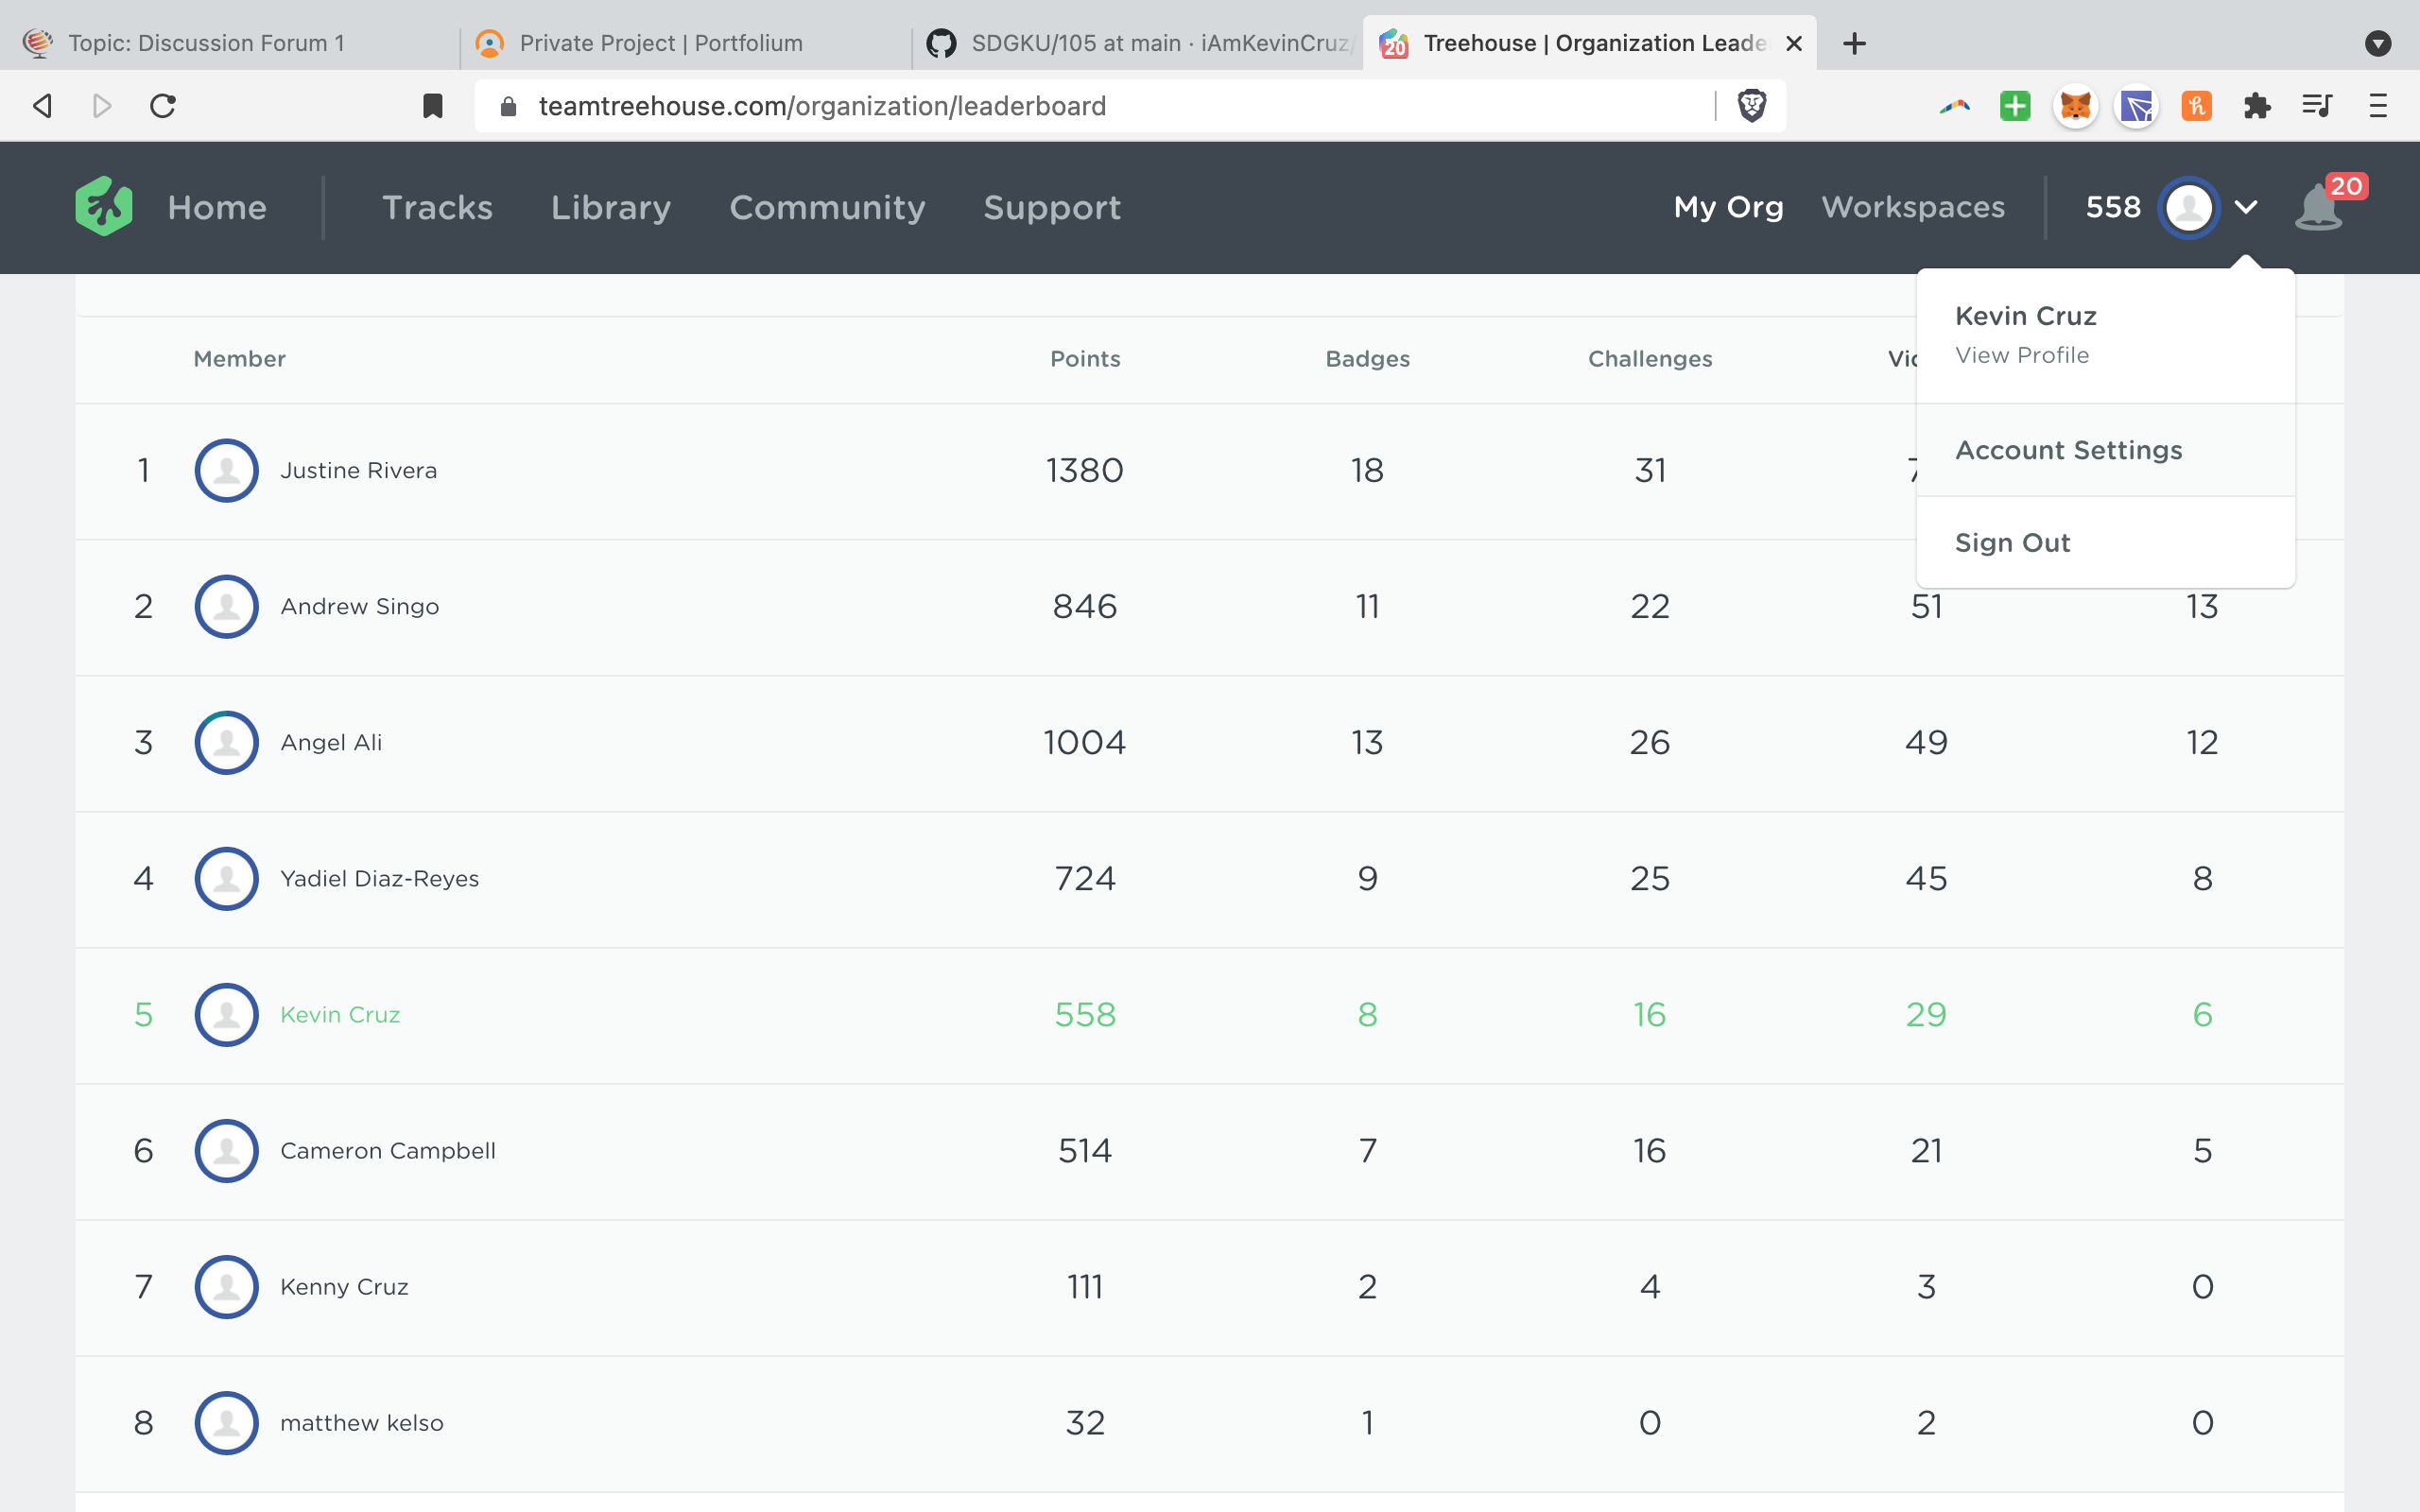 Topic: Discussion Forum 1
Private Project | Portfolium
SDGKU/105 at main · iAmKevinCruz/
20
Treehouse | Organization Leade
teamtreehouse.com/organization/leaderboard
Home
Tracks
Library
Community
Support
My Org
Workspaces
558
20
Kevin Cruz
View Profile
Account Settings
Sign Out
Member Points Badges Challenges
1 Justine Rivera 1380 18 31
2 Andrew Singo 846 11 22 51 13
3 Angel Ali 1004 13 26 49 12
4 Yadiel Diaz-Reyes 724 9 25 45 8
5 Kevin Cruz 558 8 16 29 6
6 Cameron Campbell 514 7 16 21 5
7 Kenny Cruz 111 2 4 3 0
8 matthew kelso 32 1 0 2 0